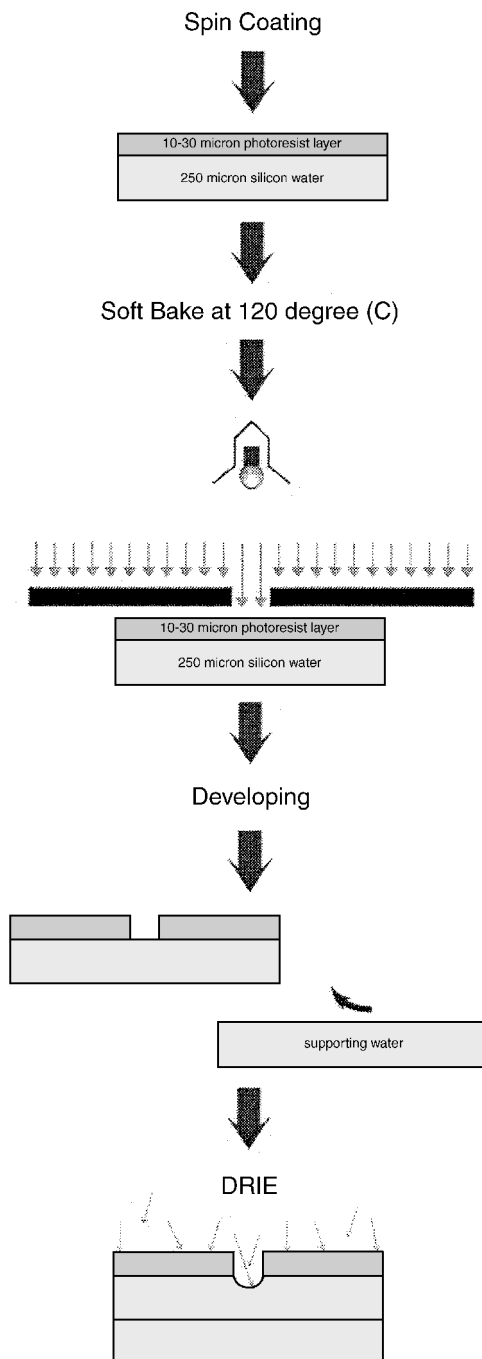 Spin Coating
10-30 micron photoresist layer
250 micron silicon water
Soft Bake at 120 degree (C)
10-30 micron photoresist layer
250 micron silicon water
Developing
supporting water
DRIE